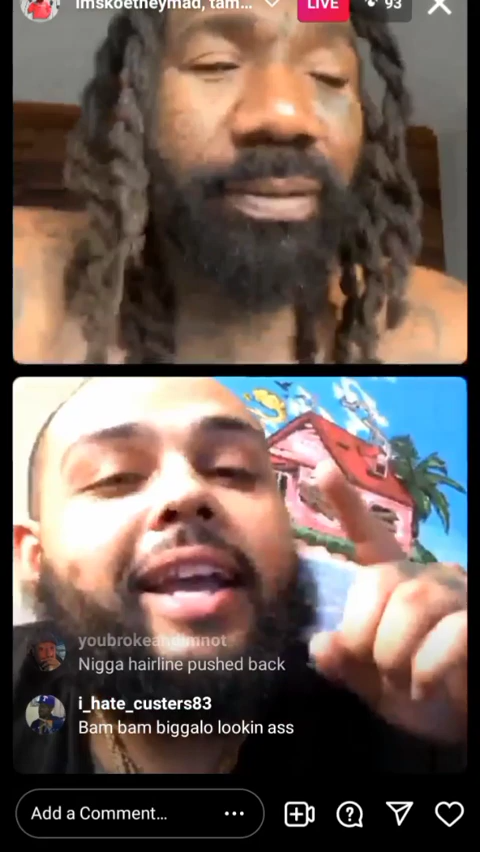 imskoetheymad, tam...
LIVE
93
youbrokeandimnot
Nigga hairline pushed back
i_hate_custers83
Bam bam biggalo lookin ass
Add a Comment...